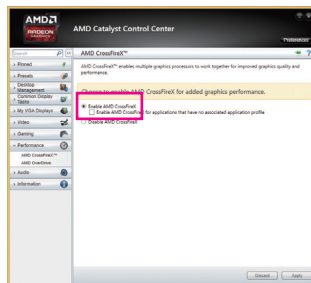 AMD
RADEON
GRAPHICS
AMD Catalyst Control Center
Preferences
Search
AMD CrossFireX™
Pinned
Presets
Desktop
Management
Common Display
Tasks
My VGA Displays
Video
Gaming
Performance
AMD CrossFireX™
AMD OverDrive
Audio
Information
AMD CrossFireX™ enables multiple graphics processors to work together for improved graphics quality and
performance.
Choose to enable AMD CrossFireX for added graphics performance.
Enable AMD CrossFireX
Enable AMD CrossFireX for applications that have no associated application profile
Disable AMD CrossFireX
Discard
Apply